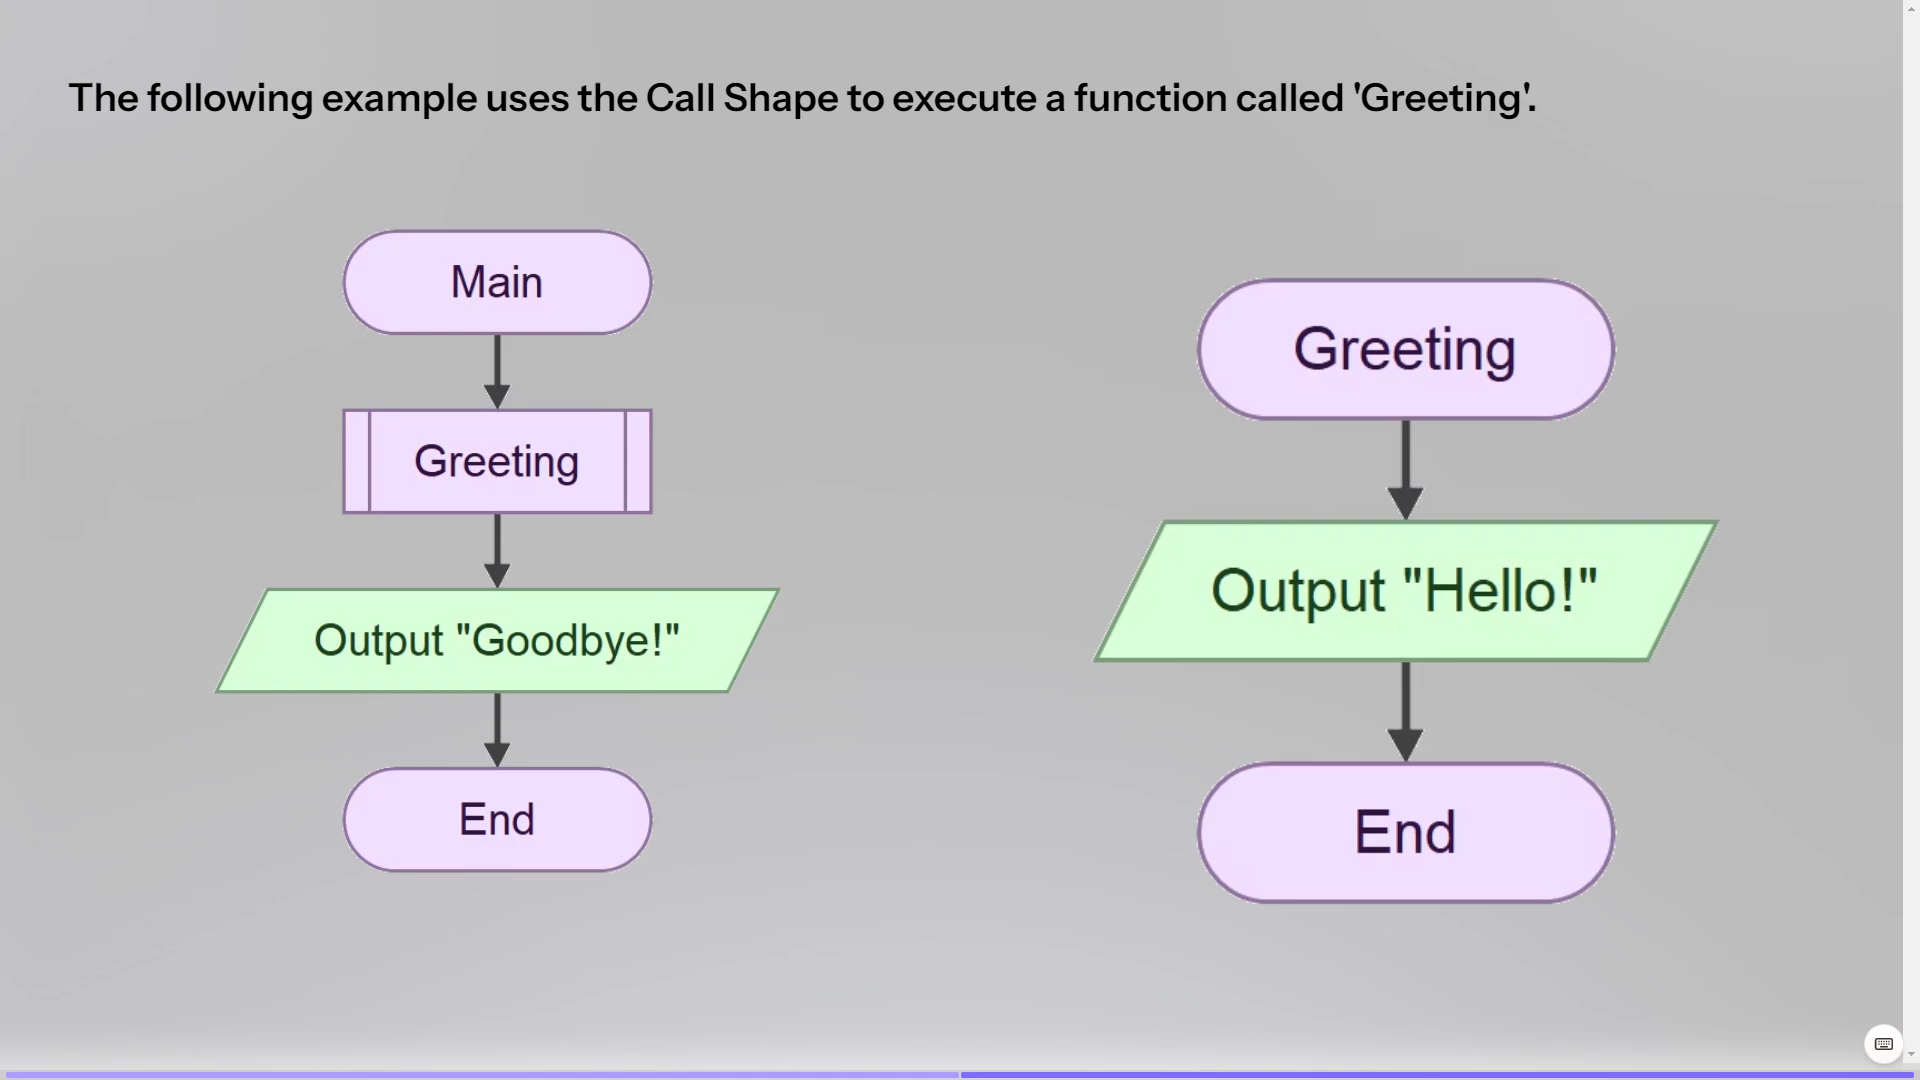 The following example uses the Call Shape to execute a function called 'Greeting'.
Main
Greeting
Output "Goodbye!"
End
Greeting
Output "Hello!"
End